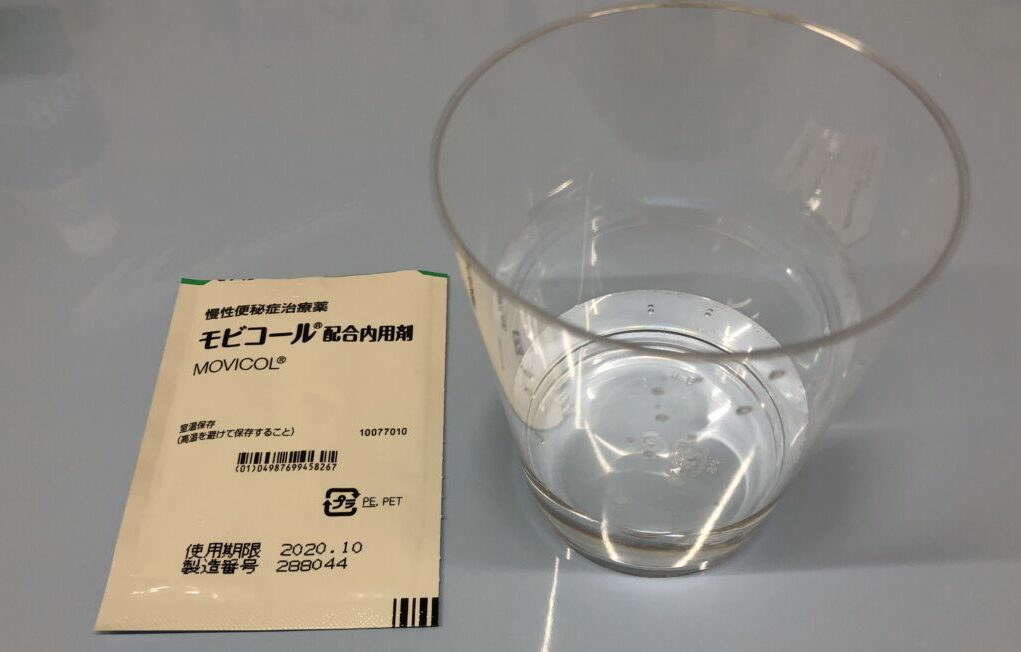 慢性便秘症治療薬
モビコール®配合内用剤
MOVICOL®
室温保存
(高温を避けて保存すること)
10077010
(01)04987699458267
プラ PE, PET
使用期限 2020.10
製造番号 288044